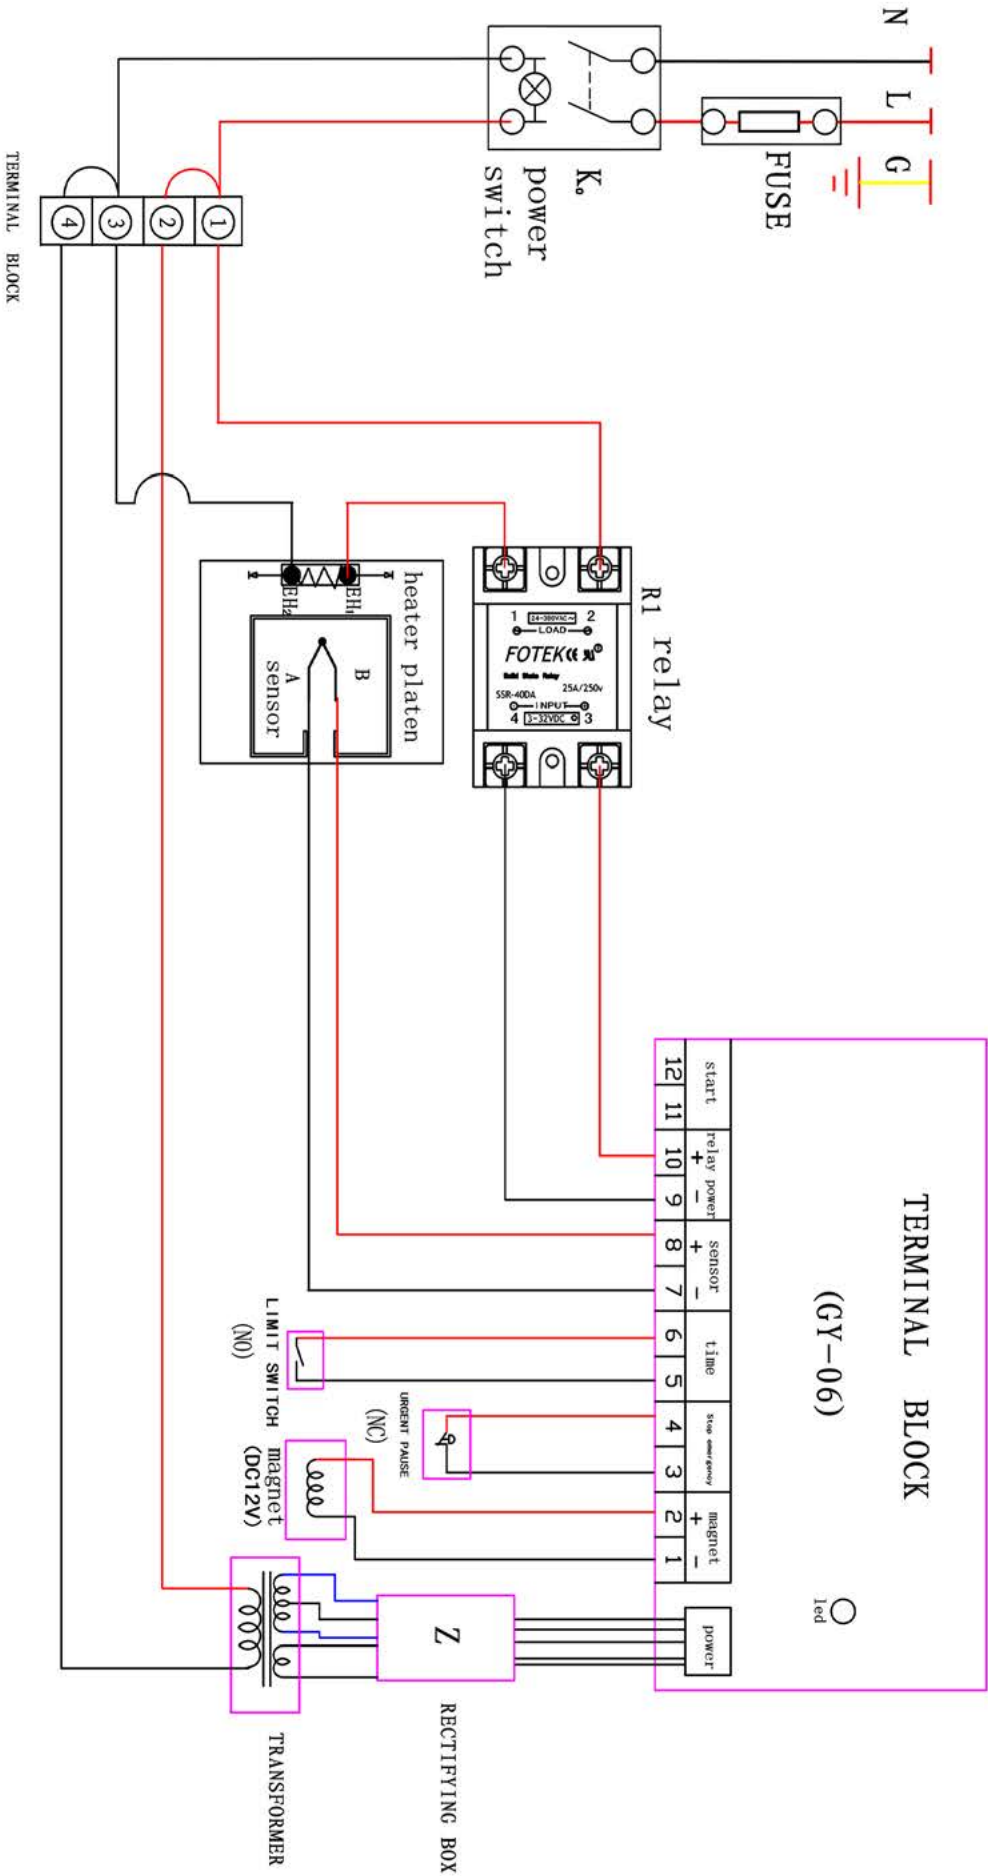 N
L
G
FUSE
K₀
power
switch
4
3
2
1
TERMINAL BLOCK
R1 relay
1
24-380VAC~
2
LOAD
FOTEK CE
Solid State Relay
SSR-40DA
25A/250v
INPUT
4
3-32VDC
3
heater platen
EH₁
EH₂
B
A
sensor
TERMINAL BLOCK
(GY-06)
start
relay power
+
−
sensor
+
−
time
Stop emergency
magnet
+
−
power
12
11
10
9
8
7
6
5
4
3
2
1
led
LIMIT SWITCH
(NO)
URGENT PAUSE
(NC)
magnet
(DC12V)
Z
RECTIFYING BOX
TRANSFORMER